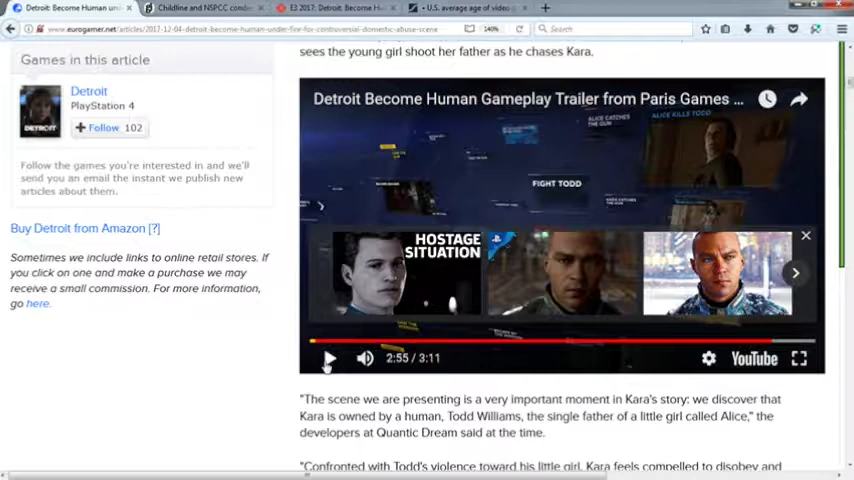 Detroit: Become Human un
Childline and NSPCC conde
E3 2017: Detroit: Become Hu
U.S. average age of video g
www.eurogamer.net/articles/2017-12-04-detroit-become-human-under-fire-for-controversial-domestic-abuse-scene
140%
Search
Games in this article
Detroit
PlayStation 4
+ Follow 102
DETROIT
Follow the games you're interested in and we'll
send you an email the instant we publish new
articles about them.
Buy Detroit from Amazon [?]
Sometimes we include links to online retail stores. If
you click on one and make a purchase we may
receive a small commission. For more information,
go here.
sees the young girl shoot her father as he chases Kara.
Detroit Become Human Gameplay Trailer from Paris Games ...
ALICE CATCHES
THE GUN
ALICE KILLS TODD
FIGHT TODD
HOSTAGE
SITUATION
2:55 / 3:11
YouTube
"The scene we are presenting is a very important moment in Kara's story: we discover that
Kara is owned by a human, Todd Williams, the single father of a little girl called Alice," the
developers at Quantic Dream said at the time.
"Confronted with Todd's violence toward his little girl, Kara feels compelled to disobey and